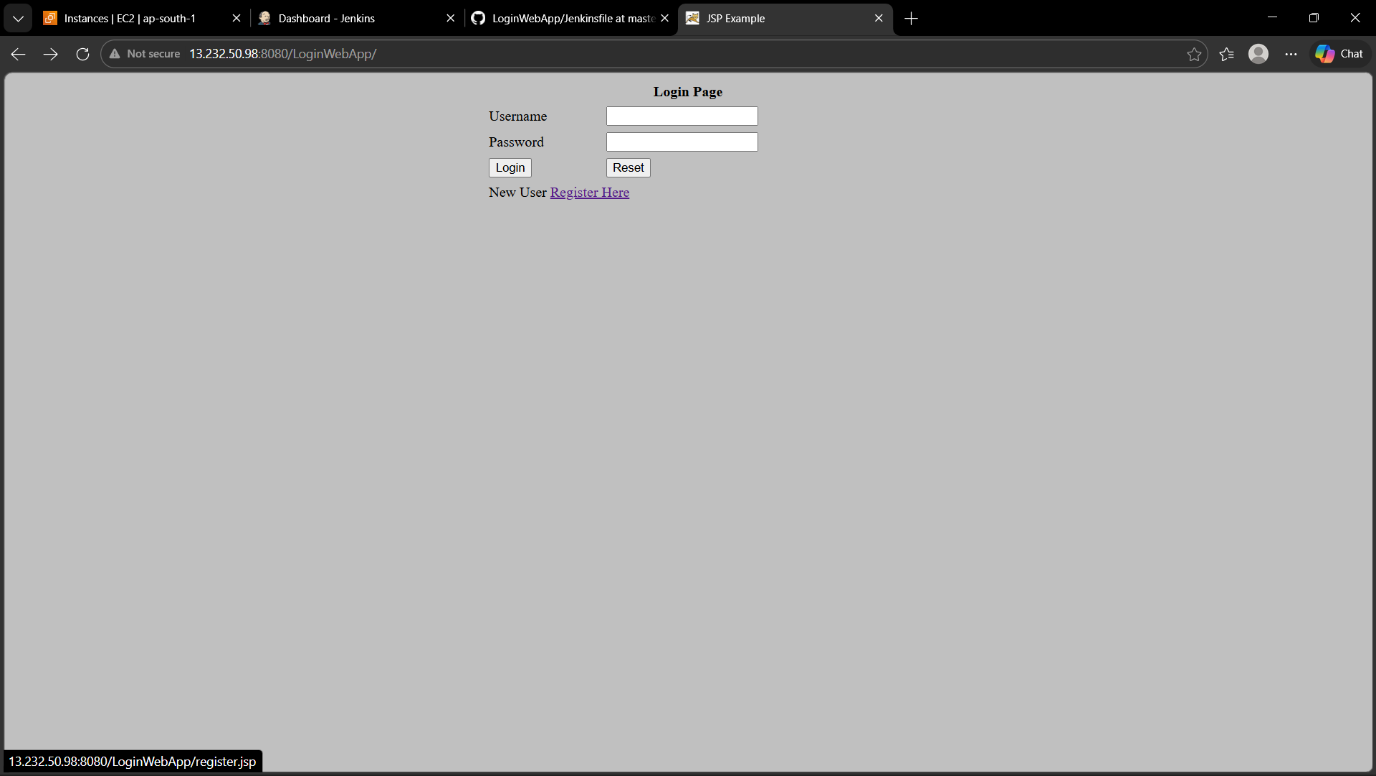 Instances | EC2 | ap-south-1
Dashboard - Jenkins
LoginWebApp/Jenkinsfile at maste
JSP Example
Not secure 13.232.50.98:8080/LoginWebApp/
Chat
Login Page
Username
Password
Login Reset
New User Register Here
13.232.50.98:8080/LoginWebApp/register.jsp